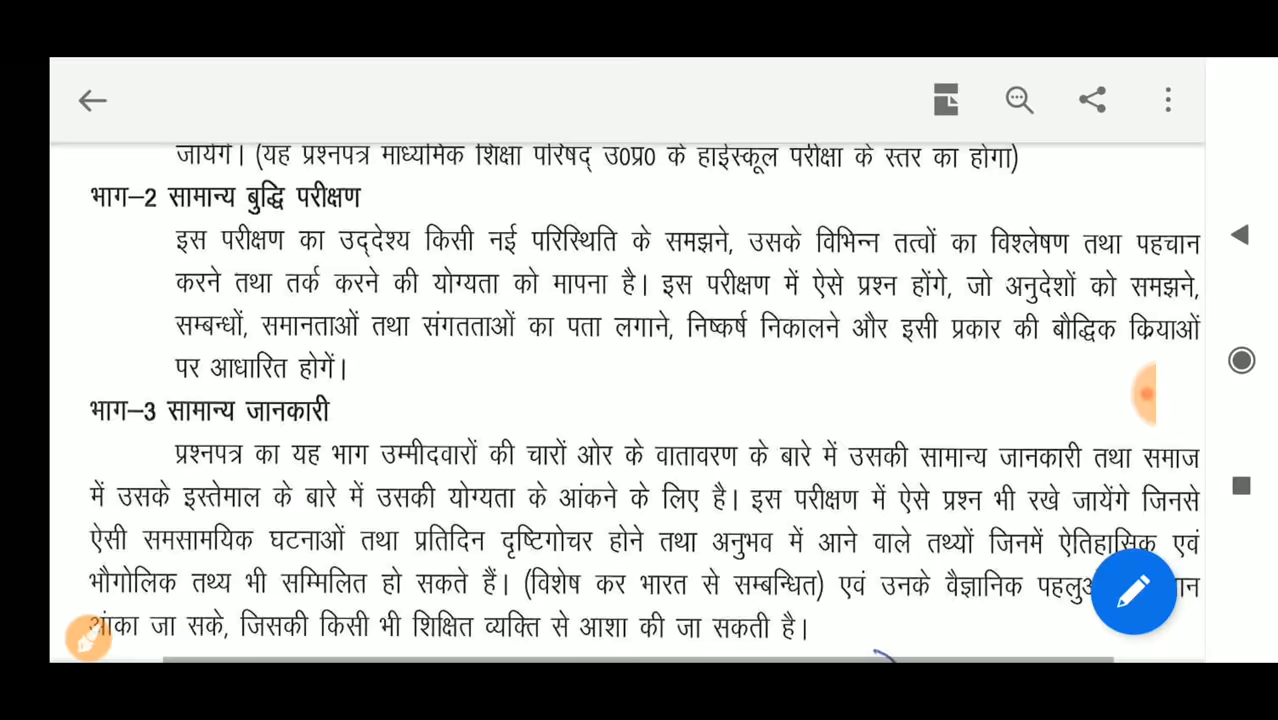 जायेगें। (यह प्रश्नपत्र माध्यमिक शिक्षा परिषद् उ0प्र0 के हाईस्कूल परीक्षा के स्तर का होगा)
भाग–2 सामान्य बुद्धि परीक्षण
इस परीक्षण का उद्देश्य किसी नई परिस्थिति के समझने, उसके विभिन्न तत्वों का विश्लेषण तथा पहचान
करने तथा तर्क करने की योग्यता को मापना है। इस परीक्षण में ऐसे प्रश्न होंगे, जो अनुदेशों को समझने,
सम्बन्धों, समानताओं तथा संगतताओं का पता लगाने, निष्कर्ष निकालने और इसी प्रकार की बौद्धिक क्रियाओं
पर आधारित होगें।
भाग–3 सामान्य जानकारी
प्रश्नपत्र का यह भाग उम्मीदवारों की चारों ओर के वातावरण के बारे में उसकी सामान्य जानकारी तथा समाज
में उसके इस्तेमाल के बारे में उसकी योग्यता के आंकने के लिए है। इस परीक्षण में ऐसे प्रश्न भी रखे जायेंगे जिनसे
ऐसी समसामयिक घटनाओं तथा प्रतिदिन दृष्टिगोचर होने तथा अनुभव में आने वाले तथ्यों जिनमें ऐतिहासिक एवं
भौगोलिक तथ्य भी सम्मिलित हो सकते हैं। (विशेष कर भारत से सम्बन्धित) एवं उनके वैज्ञानिक
आंका जा सके, जिसकी किसी भी शिक्षित व्यक्ति से आशा की जा सकती है।